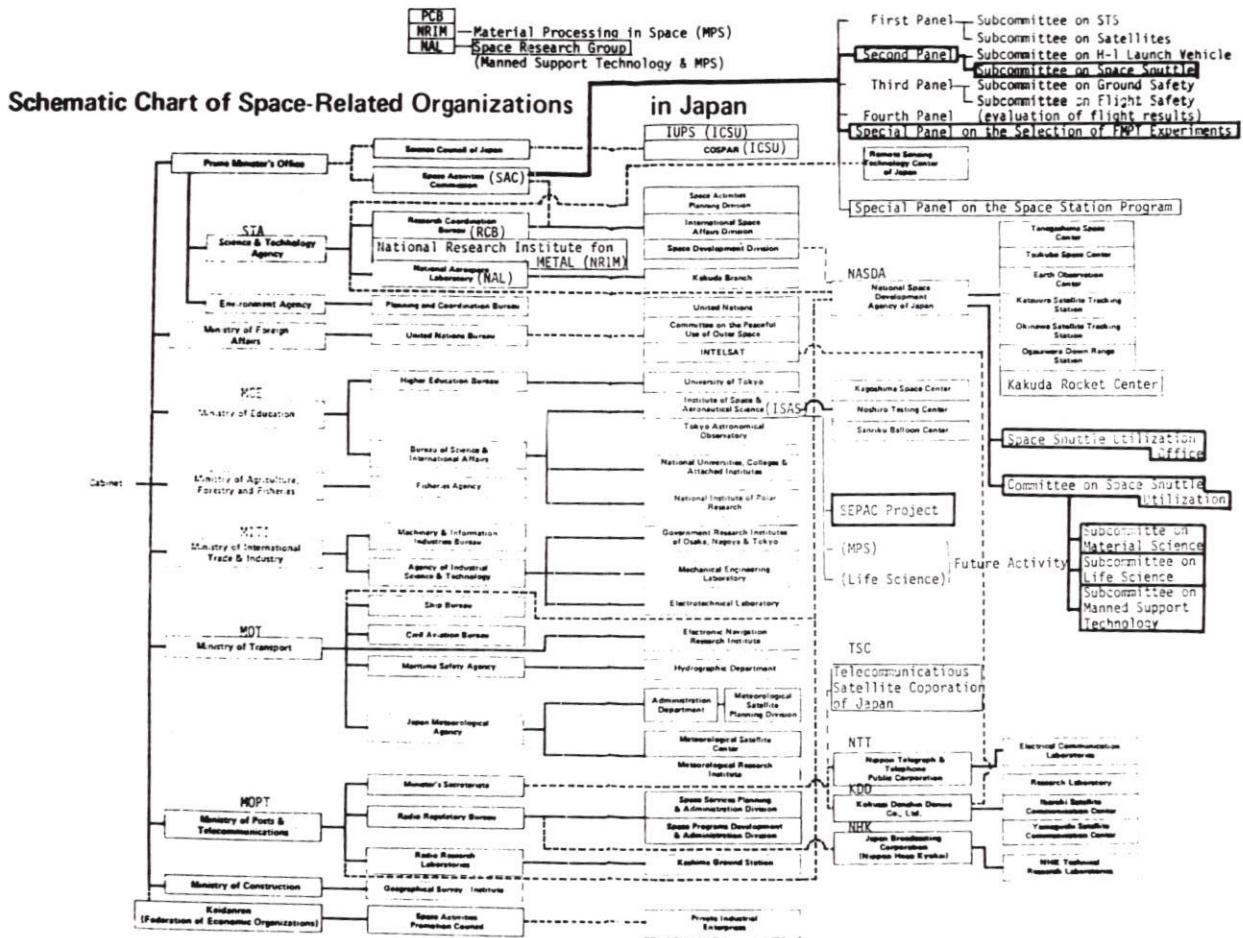 PCB
NRIM
NAL
Material Processing in Space (MPS)
Space Research Group
(Manned Support Technology & MPS)
First Panel
Subcommittee on STS
Subcommittee on Satellites
Second Panel
Subcommittee on H-1 Launch Vehicle
Subcommittee on Space Shuttle
Third Panel
Subcommittee on Ground Safety
Subcommittee on Flight Safety
Fourth Panel
(evaluation of flight results)
Special Panel on the Selection of FMPT Experiments
Special Panel on the Space Station Program
Schematic Chart of Space-Related Organizations in Japan
Cabinet
Prime Minister's Office
Science Council of Japan
IUPS (ICSU)
COSPAR (ICSU)
Space Activities
Commission (SAC)
Remote Sensing
Technology Center
of Japan
STA
Science & Technology
Agency
Research Coordination
Bureau (RCB)
National Research Institute for
METAL (NRIM)
National Aerospace
Laboratory (NAL)
Space Activities
Planning Division
International Space
Affairs Division
Space Development Division
Kakuda Branch
NASDA
National Space
Development
Agency of Japan
Tanegashima Space
Center
Tsukuba Space Center
Earth Observation
Center
Katsuura Satellite Tracking
Station
Okinawa Satellite Tracking
Station
Ogasawara Down Range
Station
Kakuda Rocket Center
Space Shuttle Utilization
Office
Committee on Space Shuttle
Utilization
Subcommitte on
Material Science
Subcommittee on
Life Science
Subcommittee on
Manned Support
Technology
Environment Agency
Planning and Coordination Bureau
United Nations
Ministry of Foreign
Affairs
United Nations Bureau
Committee on the Peaceful
Use of Outer Space
INTELSAT
Ministry of Education
Higher Education Bureau
University of Tokyo
Institute of Space &
Aeronautical Science (ISAS)
Kagoshima Space Center
Noshiro Testing Center
Sanriku Balloon Center
Tokyo Astronomical
Observatory
Bureau of Science &
International Affairs
National Universities, Colleges &
Attached Institutes
National Institute of Polar
Research
SEPAC Project
(MPS)
(Life Science)
Future Activity
Ministry of Agriculture,
Forestry and Fisheries
Fisheries Agency
MITI
Ministry of International
Trade & Industry
Machinery & Information
Industries Bureau
Agency of Industrial
Science & Technology
Government Research Institutes
of Osaka, Nagoya & Tokyo
Mechanical Engineering
Laboratory
Electrotechnical Laboratory
MOT
Ministry of Transport
Ship Bureau
Civil Aviation Bureau
Maritime Safety Agency
Japan Meteorological
Agency
Electronic Navigation
Research Institute
Hydrographic Department
Administration
Department
Meteorological
Satellite
Planning Division
Meteorological Satellite
Center
Meteorological Research
Institute
TSC
Telecommunicatious
Satellite Coporation
of Japan
NTT
Nippon Telegraph &
Telephone
Public Corporation
Electrical Communication
Laboratories
KDD
Kokusai Denshin Denwa
Co., Ltd.
Research Laboratory
Ibaraki Satellite
Communication Center
Yamaguchi Satellite
Communication Center
NHK
Japan Broadcasting
Corporation
(Nippon Hoso Kyokai)
NHK Technical
Research Laboratories
MOPT
Ministry of Posts &
Telecommunications
Minister's Secretariate
Radio Regulatory Bureau
Radio Research
Laboratories
Space Services Planning
& Administration Division
Space Programs Development
& Administration Division
Kashima Ground Station
Ministry of Construction
Geographical Survey Institute
Keidanren
(Federation of Economic Organizations)
Space Activities
Promotion Council
Private Industrial
Enterprises